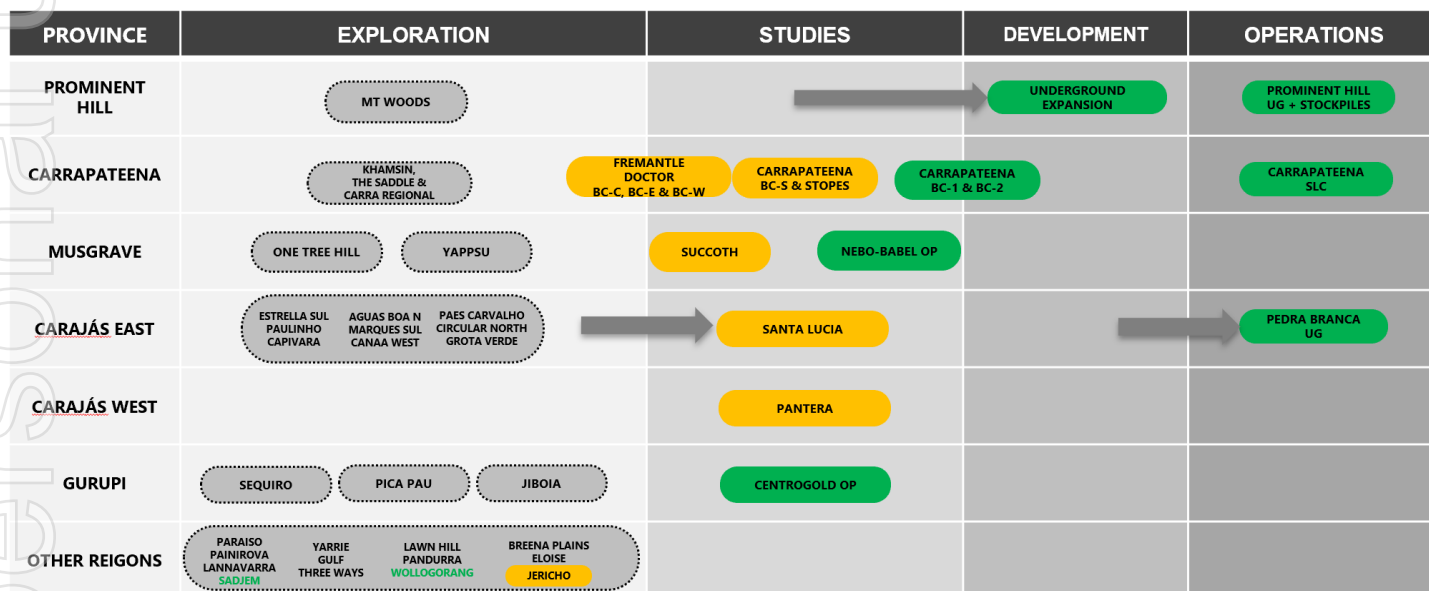 PROVINCE
EXPLORATION
STUDIES
DEVELOPMENT
OPERATIONS
PROMINENT
HILL
MT WOODS
UNDERGROUND
EXPANSION
PROMINENT HILL
UG + STOCKPILES
CARRAPATEENA
KHAMSIN,
THE SADDLE &
CARRA REGIONAL
FREMANTLE
DOCTOR
BC-C, BC-E & BC-W
CARRAPATEENA
BC-S & STOPES
CARRAPATEENA
BC-1 & BC-2
CARRAPATEENA
SLC
MUSGRAVE
ONE TREE HILL
YAPPSU
SUCCOTH
NEBO-BABEL OP
CARAJÁS EAST
ESTRELLA SUL
PAULINHO
CAPIVARA
AGUAS BOA N
MARQUES SUL
CANAA WEST
PAES CARVALHO
CIRCULAR NORTH
GROTA VERDE
SANTA LUCIA
PEDRA BRANCA
UG
CARAJÁS WEST
PANTERA
GURUPI
SEQUIRO
PICA PAU
JIBOIA
CENTROGOLD OP
OTHER REIGONS
PARAISO
PAINIROVA
LANNAVARRA
SADJEM
YARRIE
GULF
THREE WAYS
LAWN HILL
PANDURRA
WOLLOGORANG
BREENA PLAINS
ELOISE
JERICHO